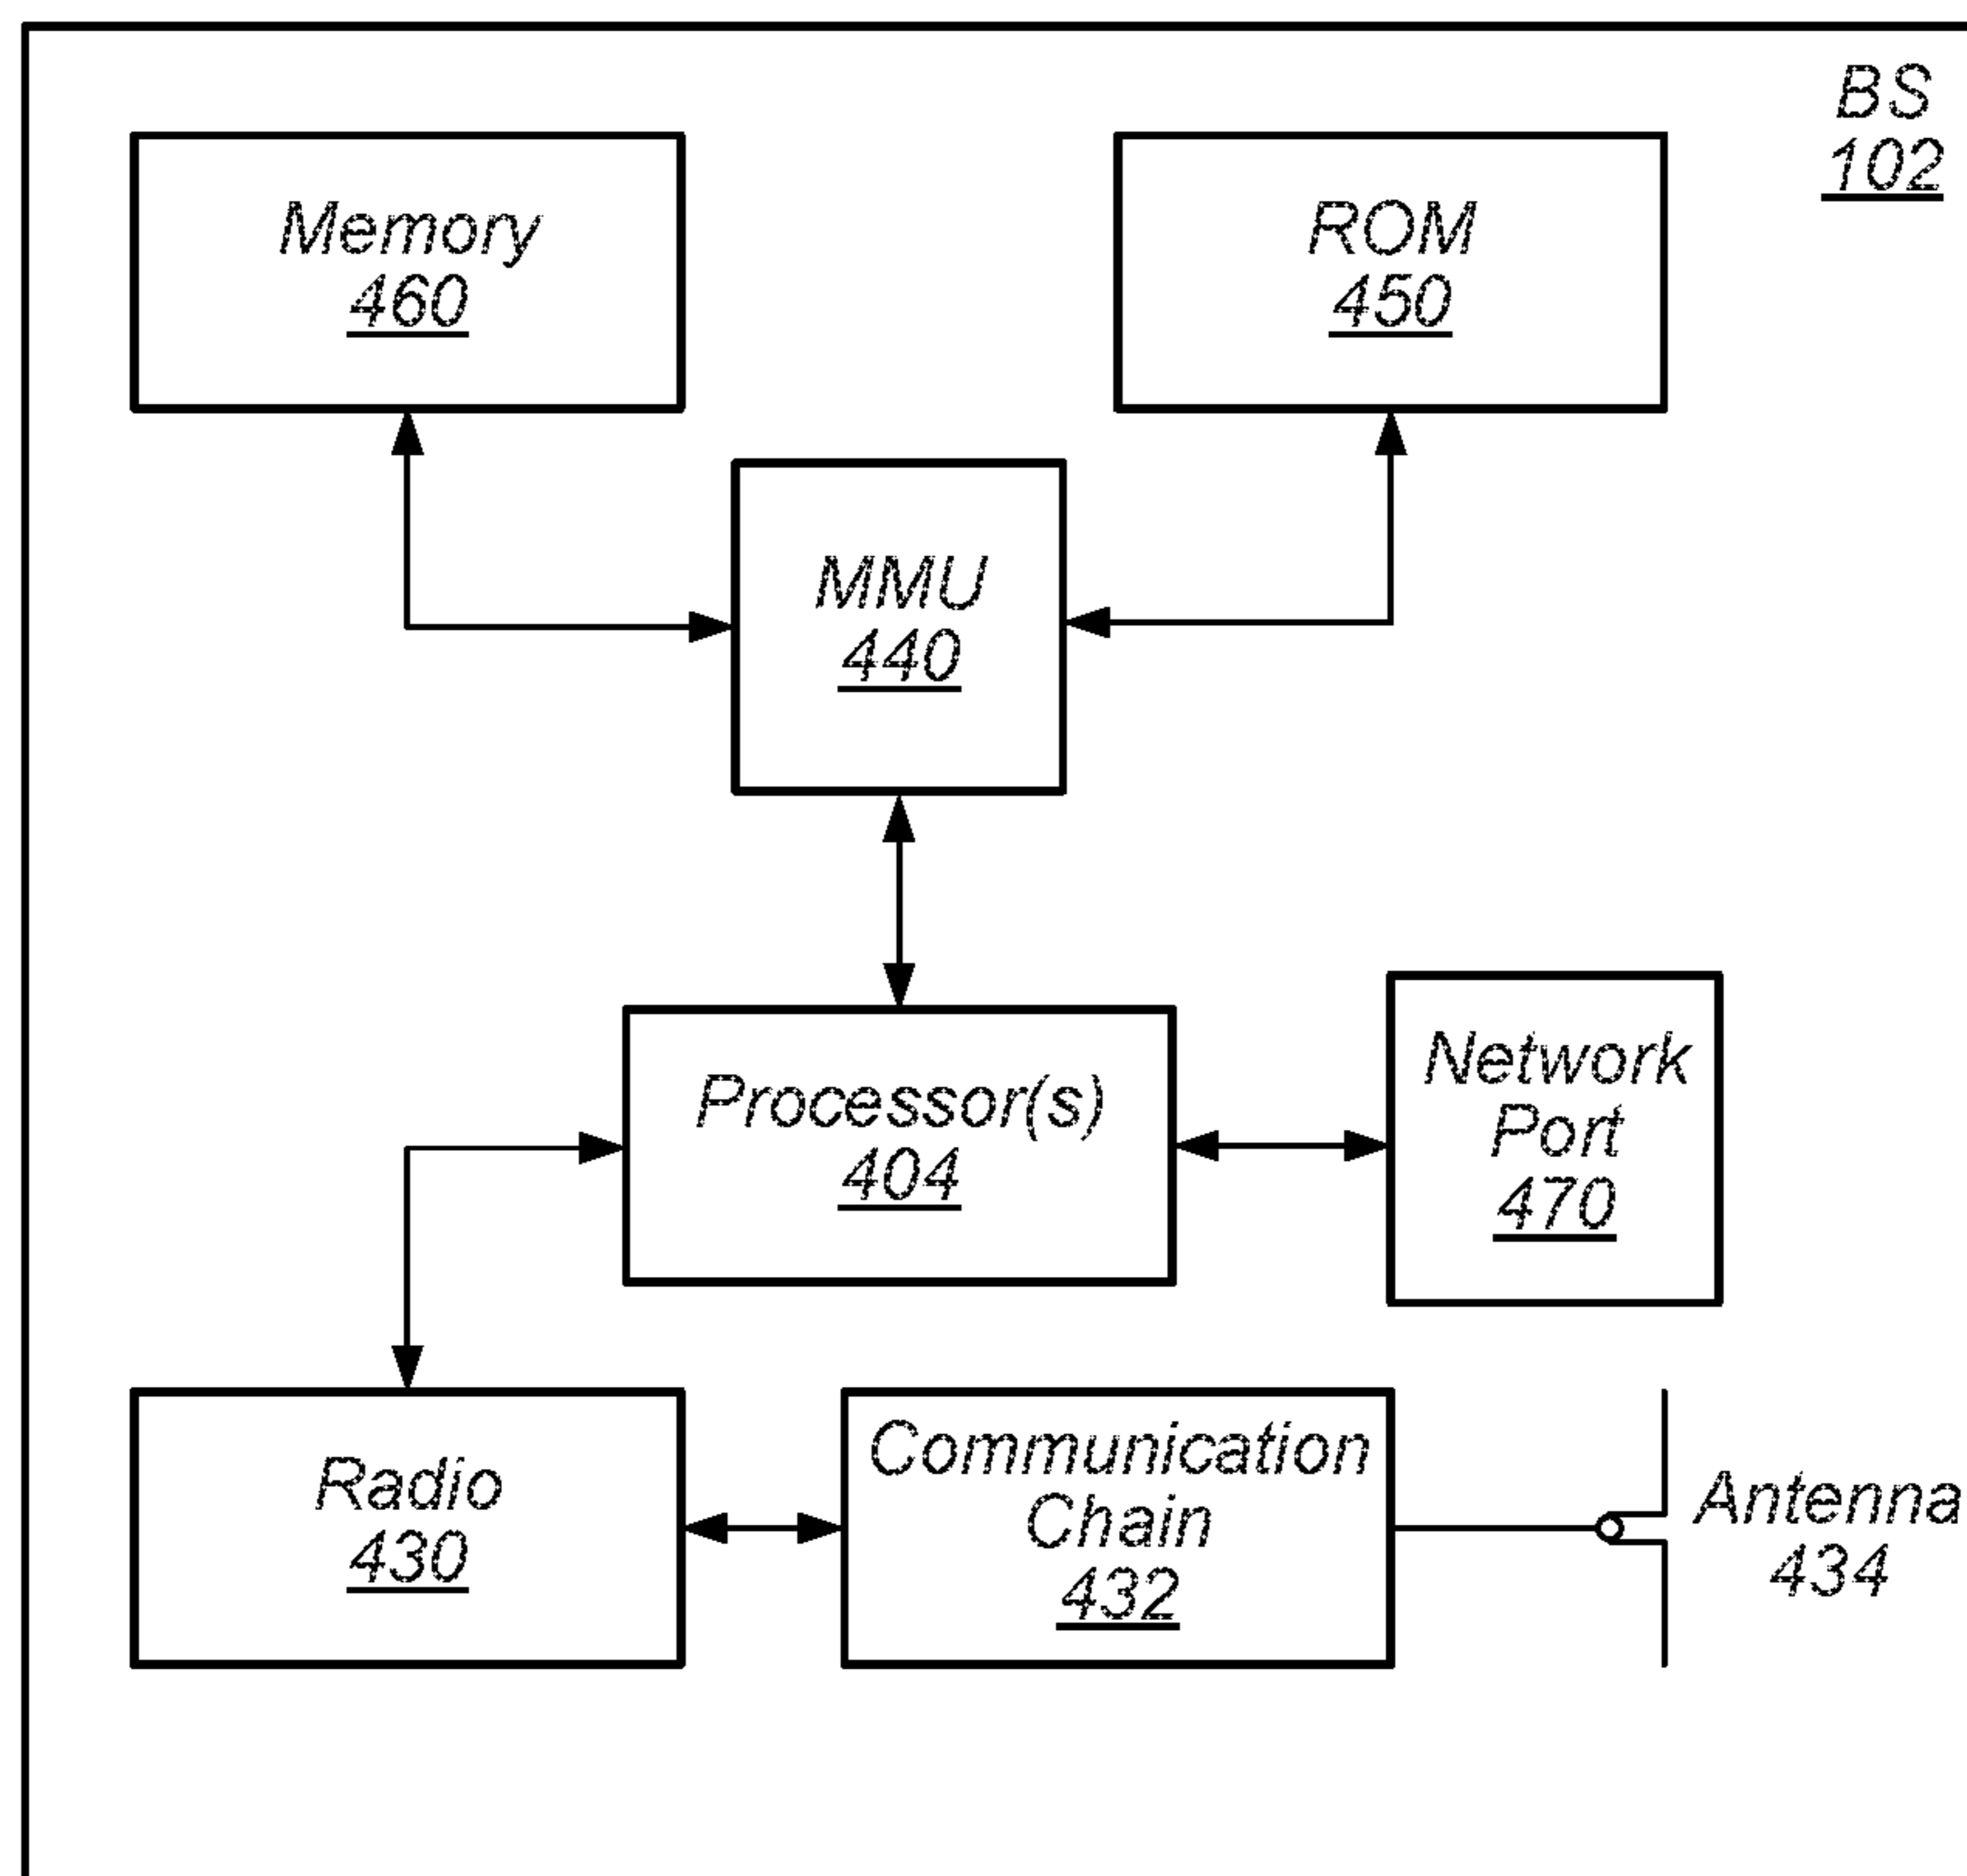 BS
102
Memory
460
ROM
450
MMU
440
Processor(s)
404
Network
Port
470
Radio
430
Communication
Chain
432
Antenna
434